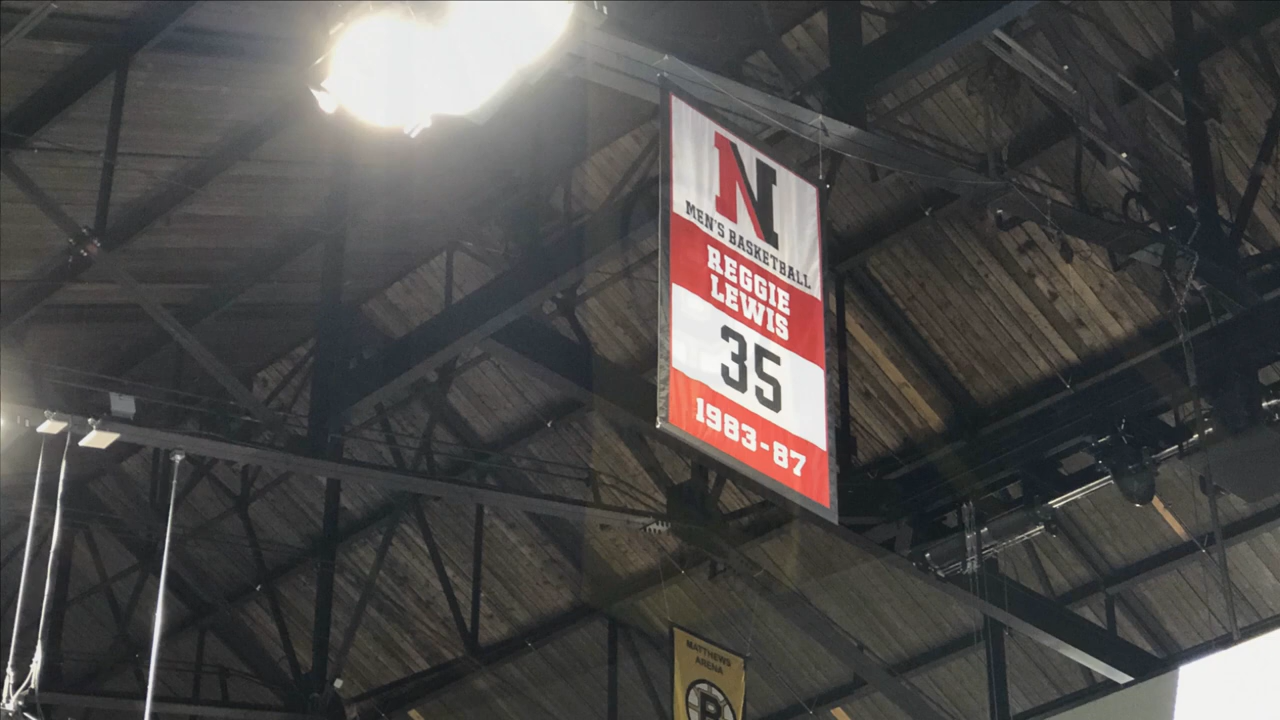 N
MEN'S BASKETBALL
REGGIE
LEWIS
35
1983-87
MATTHEWS
ARENA
B